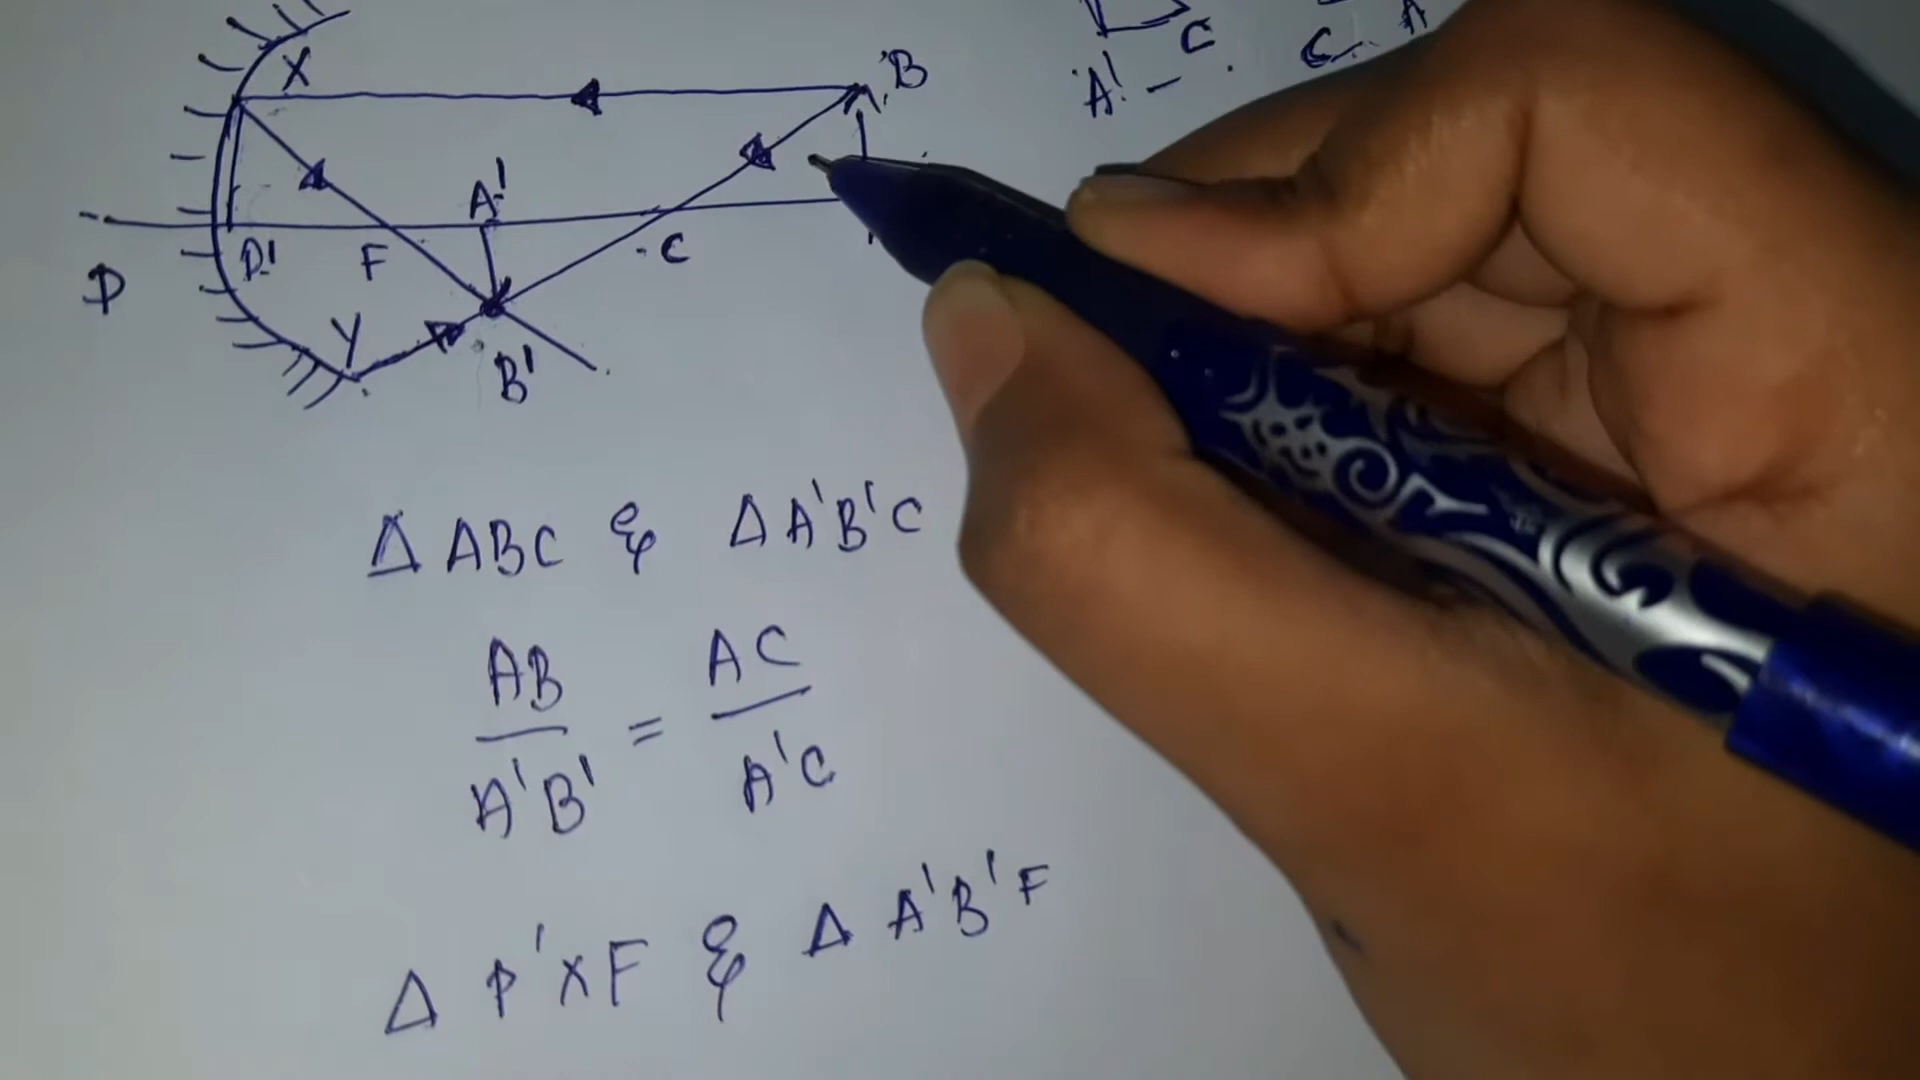 X
B
A'
C
A' - C.
C. A
P'
F
C
P
Y
B'
Δ ABC & Δ A'B'C
AB / A'B' = AC / A'C
Δ P'XF & Δ A'B'F